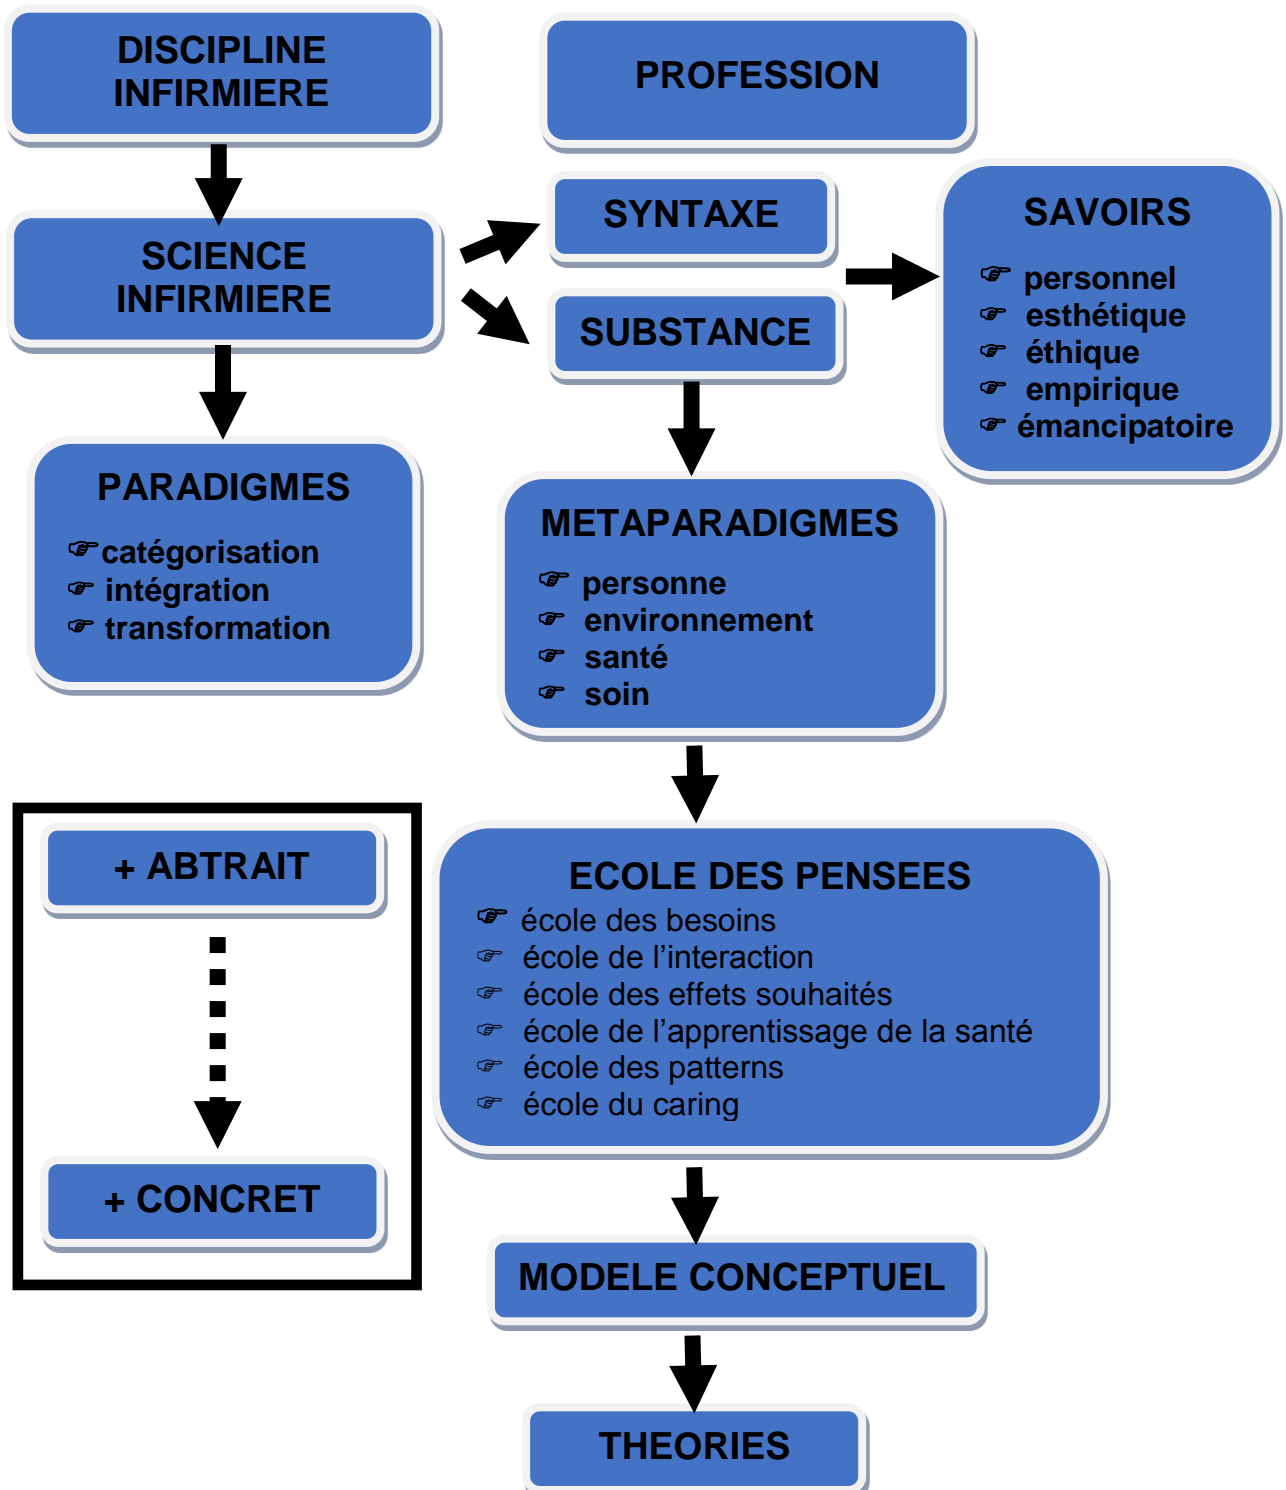 DISCIPLINE
INFIRMIERE
PROFESSION
SCIENCE
INFIRMIERE
SYNTAXE
SUBSTANCE
SAVOIRS
☞ personnel
☞ esthétique
☞ éthique
☞ empirique
☞ émancipatoire
PARADIGMES
☞ catégorisation
☞ intégration
☞ transformation
METAPARADIGMES
☞ personne
☞ environnement
☞ santé
☞ soin
+ ABTRAIT
+ CONCRET
ECOLE DES PENSEES
☞ école des besoins
☞ école de l’interaction
☞ école des effets souhaités
☞ école de l’apprentissage de la santé
☞ école des patterns
☞ école du caring
MODELE CONCEPTUEL
THEORIES